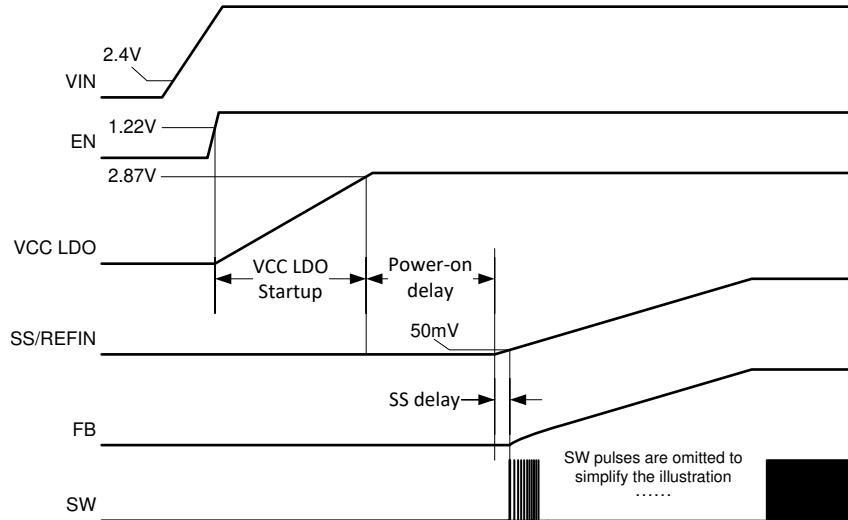 2.4V
VIN
1.22V
EN
2.87V
VCC LDO
VCC LDO
Startup
Power-on
delay
50mV
SS/REFIN
SS delay
FB
SW pulses are omitted to
simplify the illustration
......
SW